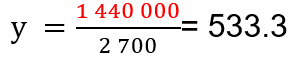 y = 1 440 000 / 2 700 = 533.3